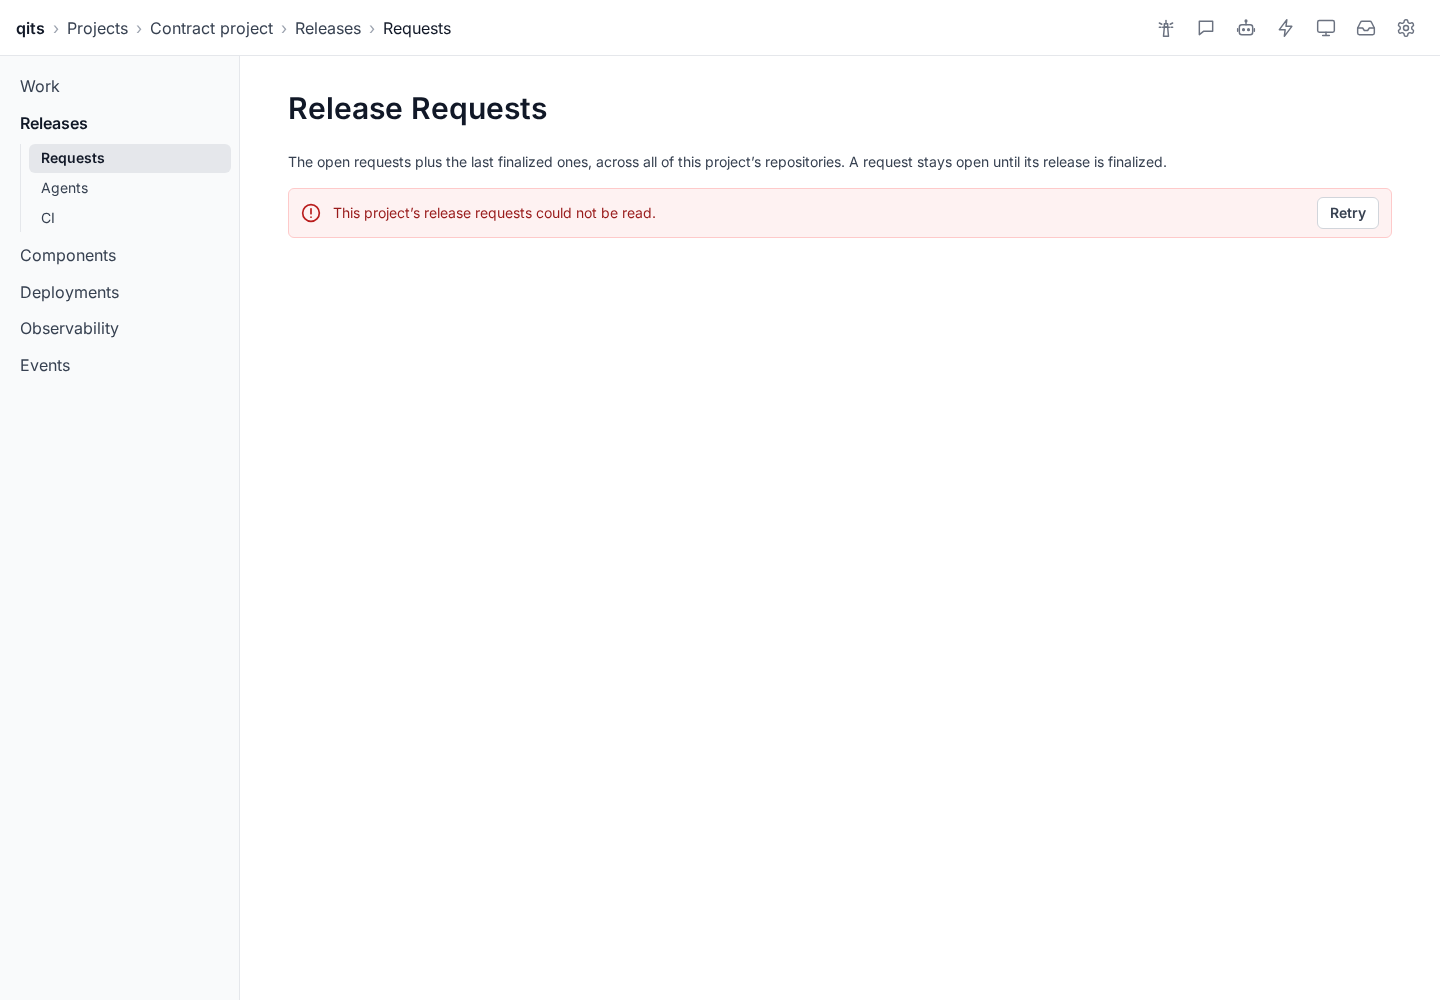 qits › Projects › Contract project › Releases › Requests
Work
Releases
Requests
Agents
CI
Components
Deployments
Observability
Events
Release Requests
The open requests plus the last finalized ones, across all of this project’s repositories. A request stays open until its release is finalized.
This project’s release requests could not be read.
Retry